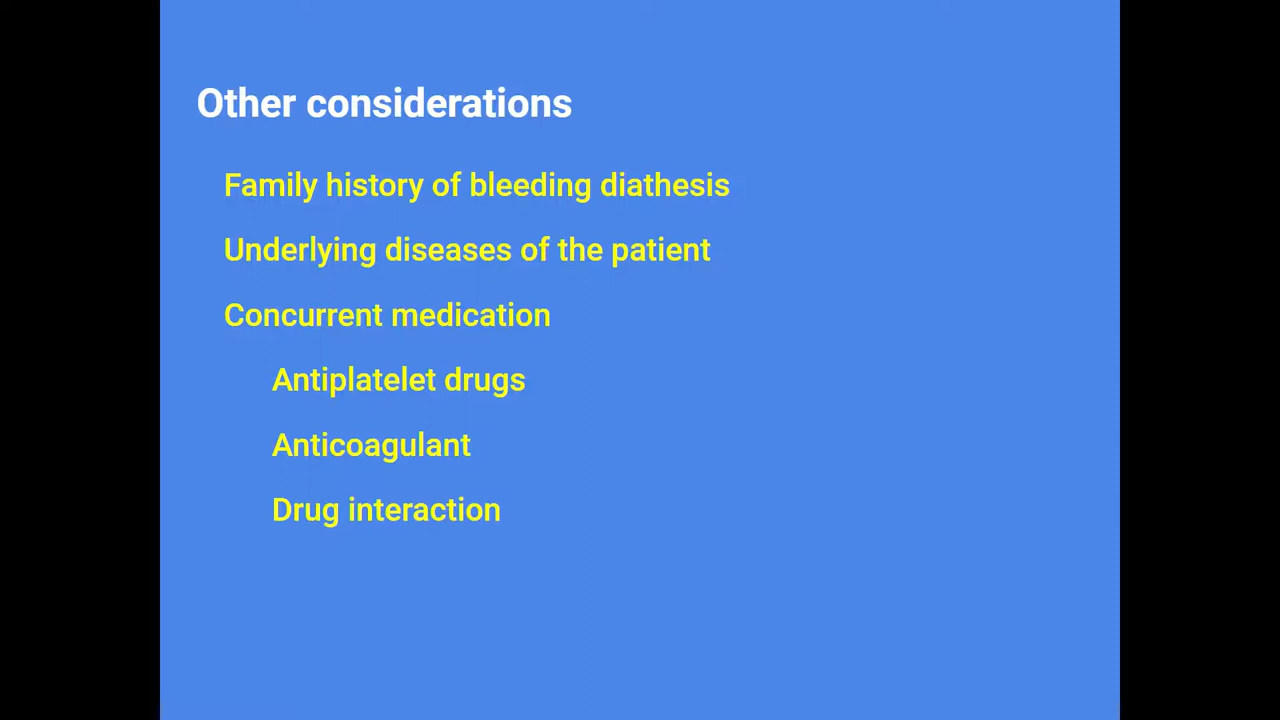 Other considerations
Family history of bleeding diathesis
Underlying diseases of the patient
Concurrent medication
Antiplatelet drugs
Anticoagulant
Drug interaction